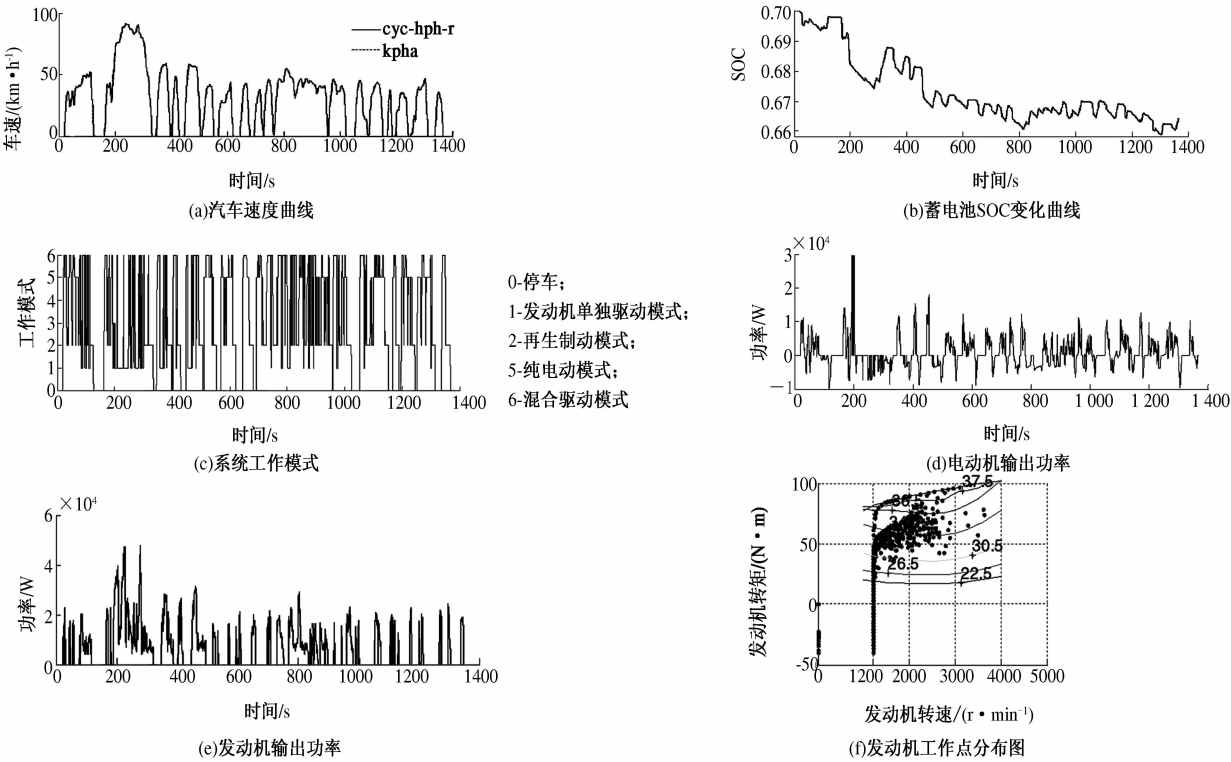 100
50
0
车速/(km·h⁻¹)
cyc-hph-r
kpha
0 200 400 600 800 1000 1200 1400
时间/s
(a)汽车速度曲线
0.70
0.69
0.68
0.67
0.66
SOC
0 200 400 600 800 1000 1200 1400
时间/s
(b)蓄电池SOC变化曲线
6
5
4
3
2
1
0
工作模式
0 200 400 600 800 1000 1200 1400
时间/s
(c)系统工作模式
0-停车；
1-发动机单独驱动模式；
2-再生制动模式；
5-纯电动模式；
6-混合驱动模式
×10⁴
3
2
1
0
－1
功率/W
0 200 400 600 800 1 000 1 200 1 400
时间/s
(d)电动机输出功率
×10⁴
6
4
2
0
功率/W
0 200 400 600 800 1000 1200 1400
时间/s
(e)发动机输出功率
100
50
0
-50
发动机转矩/(N·m)
37.5
30.5
26.5
22.5
0 1200 2000 3000 4000 5000
发动机转速/(r·min⁻¹)
(f)发动机工作点分布图